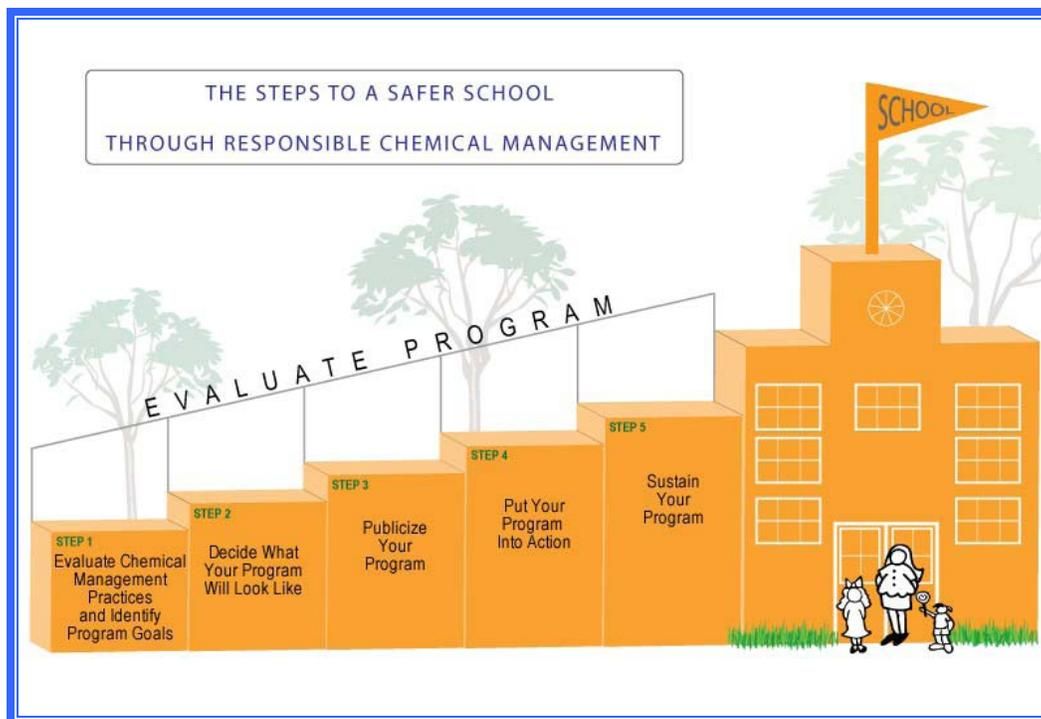 THE STEPS TO A SAFER SCHOOL
THROUGH RESPONSIBLE CHEMICAL MANAGEMENT
SCHOOL
EVALUATE PROGRAM
STEP 1
Evaluate Chemical
Management
Practices
and Identify
Program Goals
STEP 2
Decide What
Your Program
Will Look Like
STEP 3
Publicize
Your
Program
STEP 4
Put Your
Program
Into Action
STEP 5
Sustain
Your
Program